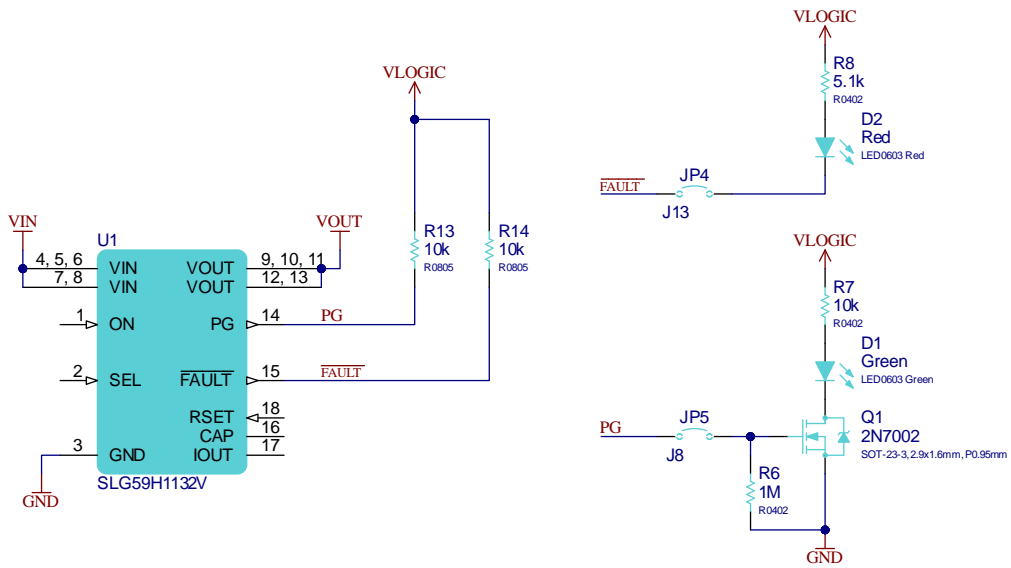 VLOGIC
R13
10k
R0805
R14
10k
R0805
VIN
VOUT
U1
4, 5, 6
VIN
VOUT
9, 10, 11
7, 8
VIN
VOUT
12, 13
1
ON
PG
14
PG
2
SEL
FAULT
15
FAULT
RSET
18
CAP
16
3
GND
IOUT
17
SLG59H1132V
GND
VLOGIC
R8
5.1k
R0402
D2
Red
LED0603 Red
FAULT
JP4
J13
VLOGIC
R7
10k
R0402
D1
Green
LED0603 Green
PG
JP5
J8
Q1
2N7002
SOT-23-3, 2.9x1.6mm, P0.95mm
R6
1M
R0402
GND